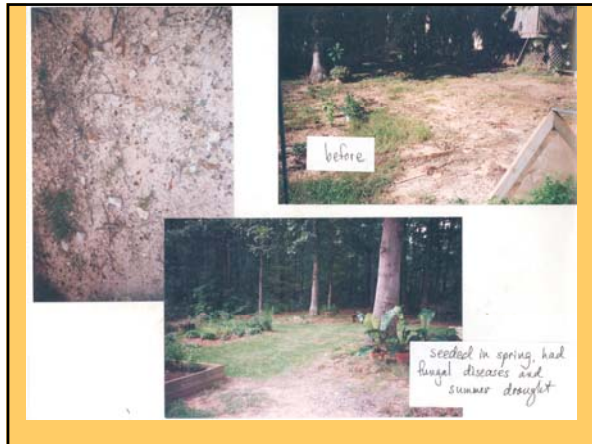 before
seeded in spring, had
fungal diseases and
summer drought